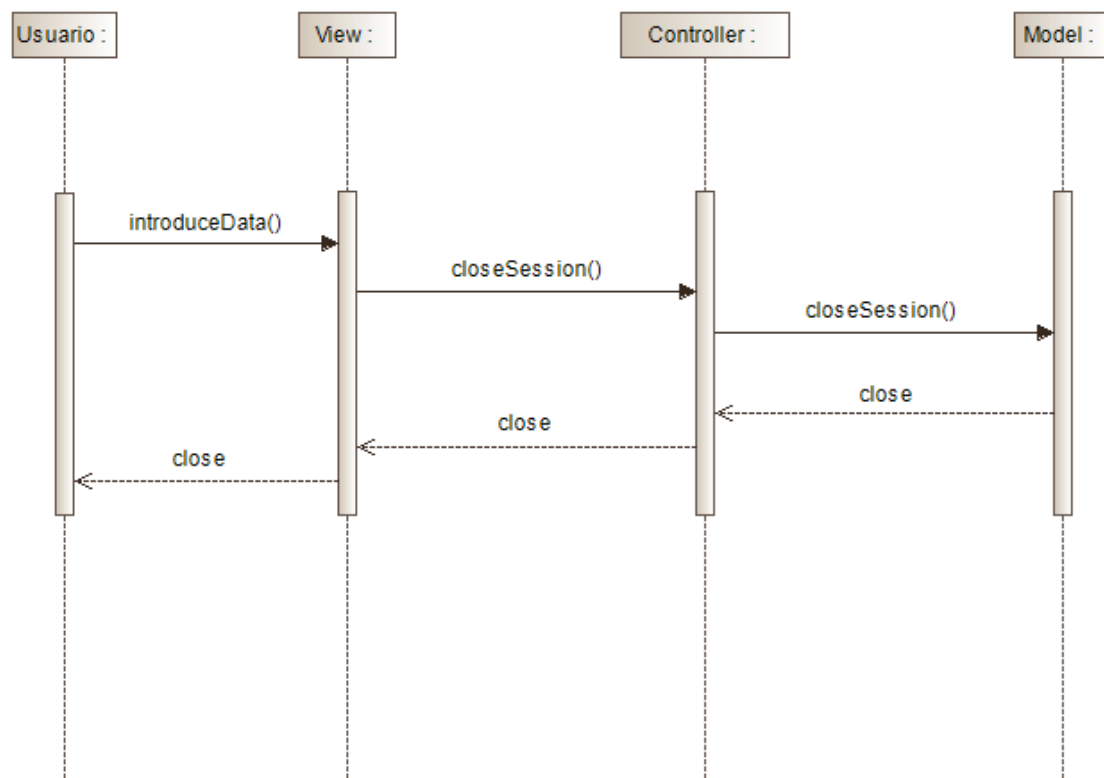 Usuario :
View :
Controller :
Model :
introduceData()
closeSession()
closeSession()
close
close
close